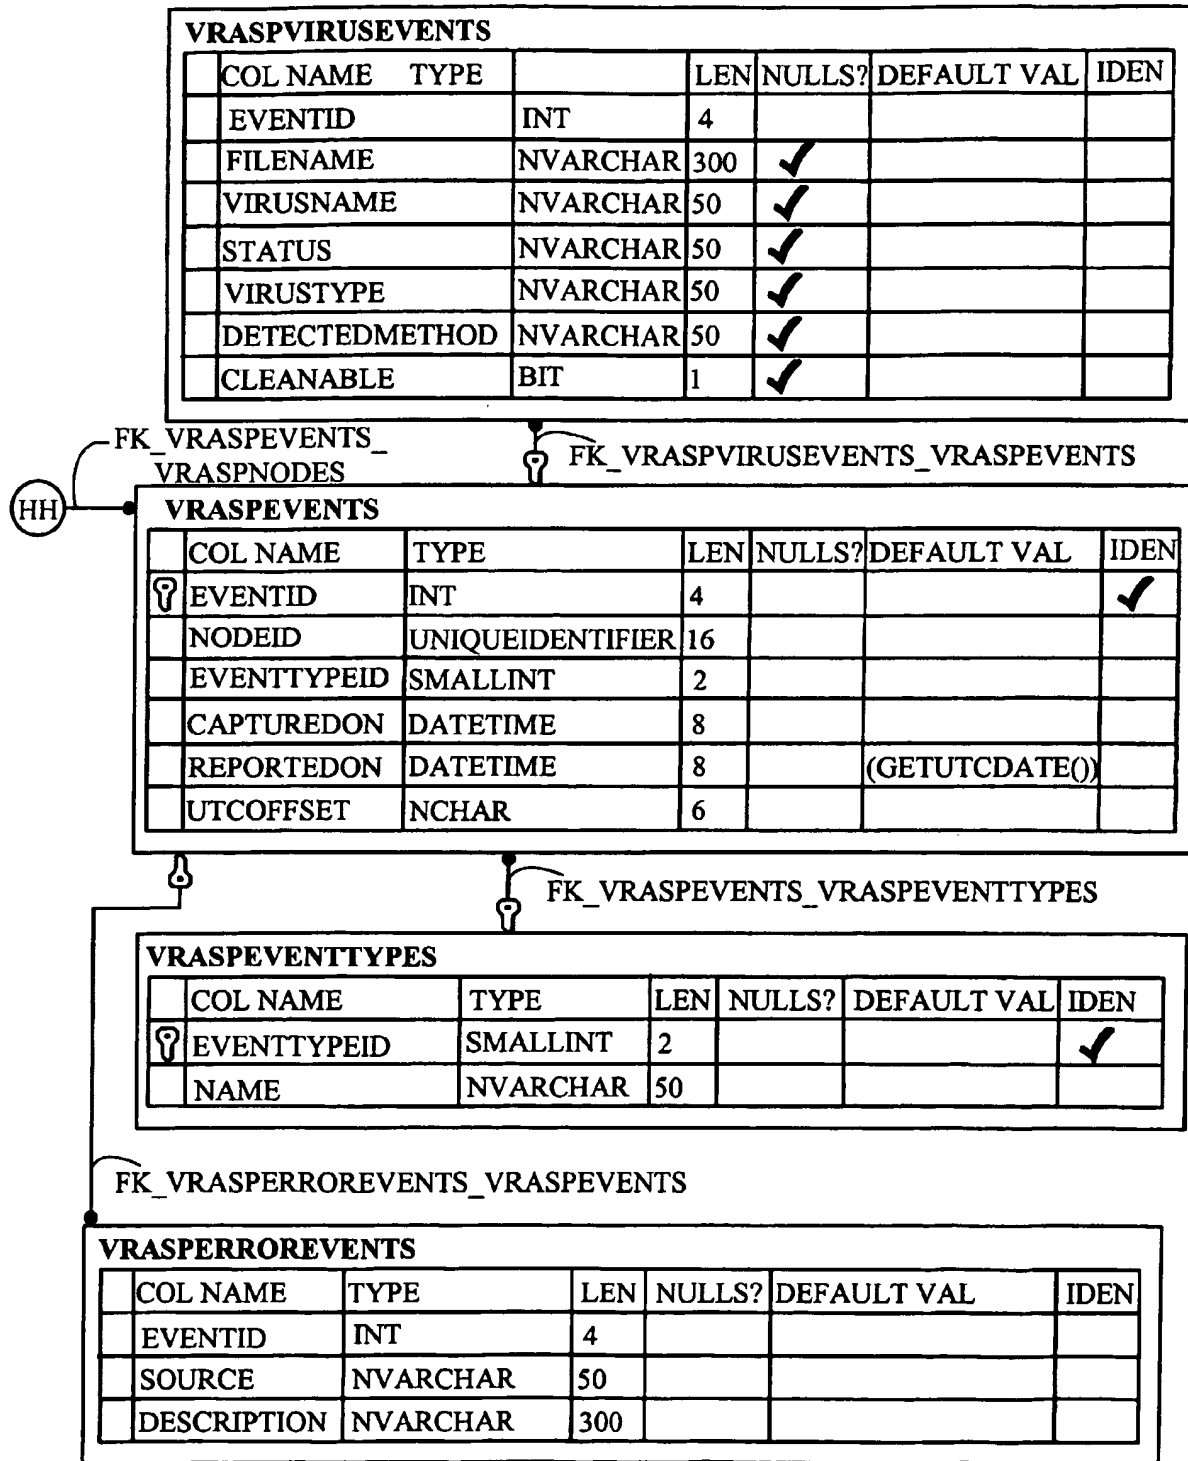 VRASPVIRUSEVENTS
COL NAME TYPE LEN NULLS? DEFAULT VAL IDEN
EVENTID INT 4
FILENAME NVARCHAR 300 ✓
VIRUSNAME NVARCHAR 50 ✓
STATUS NVARCHAR 50 ✓
VIRUSTYPE NVARCHAR 50 ✓
DETECTEDMETHOD NVARCHAR 50 ✓
CLEANABLE BIT 1 ✓
FK_VRASPEVENTS_
VRASPNODES
FK_VRASPVIRUSEVENTS_VRASPEVENTS
HH
VRASPEVENTS
COL NAME TYPE LEN NULLS? DEFAULT VAL IDEN
EVENTID INT 4 ✓
NODEID UNIQUEIDENTIFIER 16
EVENTTYPEID SMALLINT 2
CAPTUREDON DATETIME 8
REPORTEDON DATETIME 8 (GETUTCDATE())
UTCOFFSET NCHAR 6
FK_VRASPEVENTS_VRASPEVENTTYPES
VRASPEVENTTYPES
COL NAME TYPE LEN NULLS? DEFAULT VAL IDEN
EVENTTYPEID SMALLINT 2 ✓
NAME NVARCHAR 50
FK_VRASPERROREVENTS_VRASPEVENTS
VRASPERROREVENTS
COL NAME TYPE LEN NULLS? DEFAULT VAL IDEN
EVENTID INT 4
SOURCE NVARCHAR 50
DESCRIPTION NVARCHAR 300